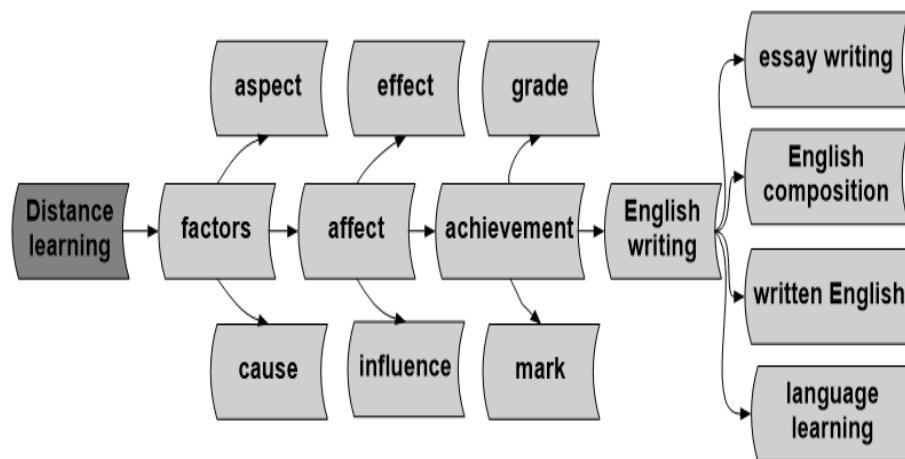 aspect
effect
grade
essay writing
English
composition
Distance
learning
factors
affect
achievement
English
writing
written English
cause
influence
mark
language
learning